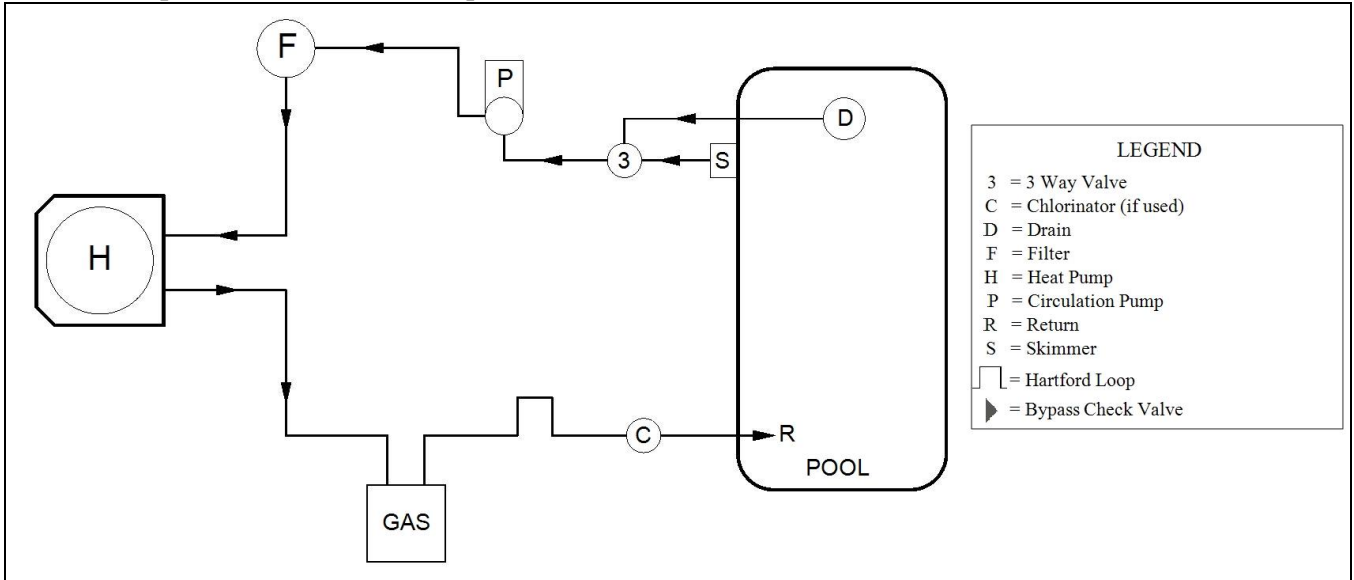 F
P
D
3
S
H
C
R
POOL
GAS
LEGEND
3 = 3 Way Valve
C = Chlorinator (if used)
D = Drain
F = Filter
H = Heat Pump
P = Circulation Pump
R = Return
S = Skimmer
= Hartford Loop
= Bypass Check Valve